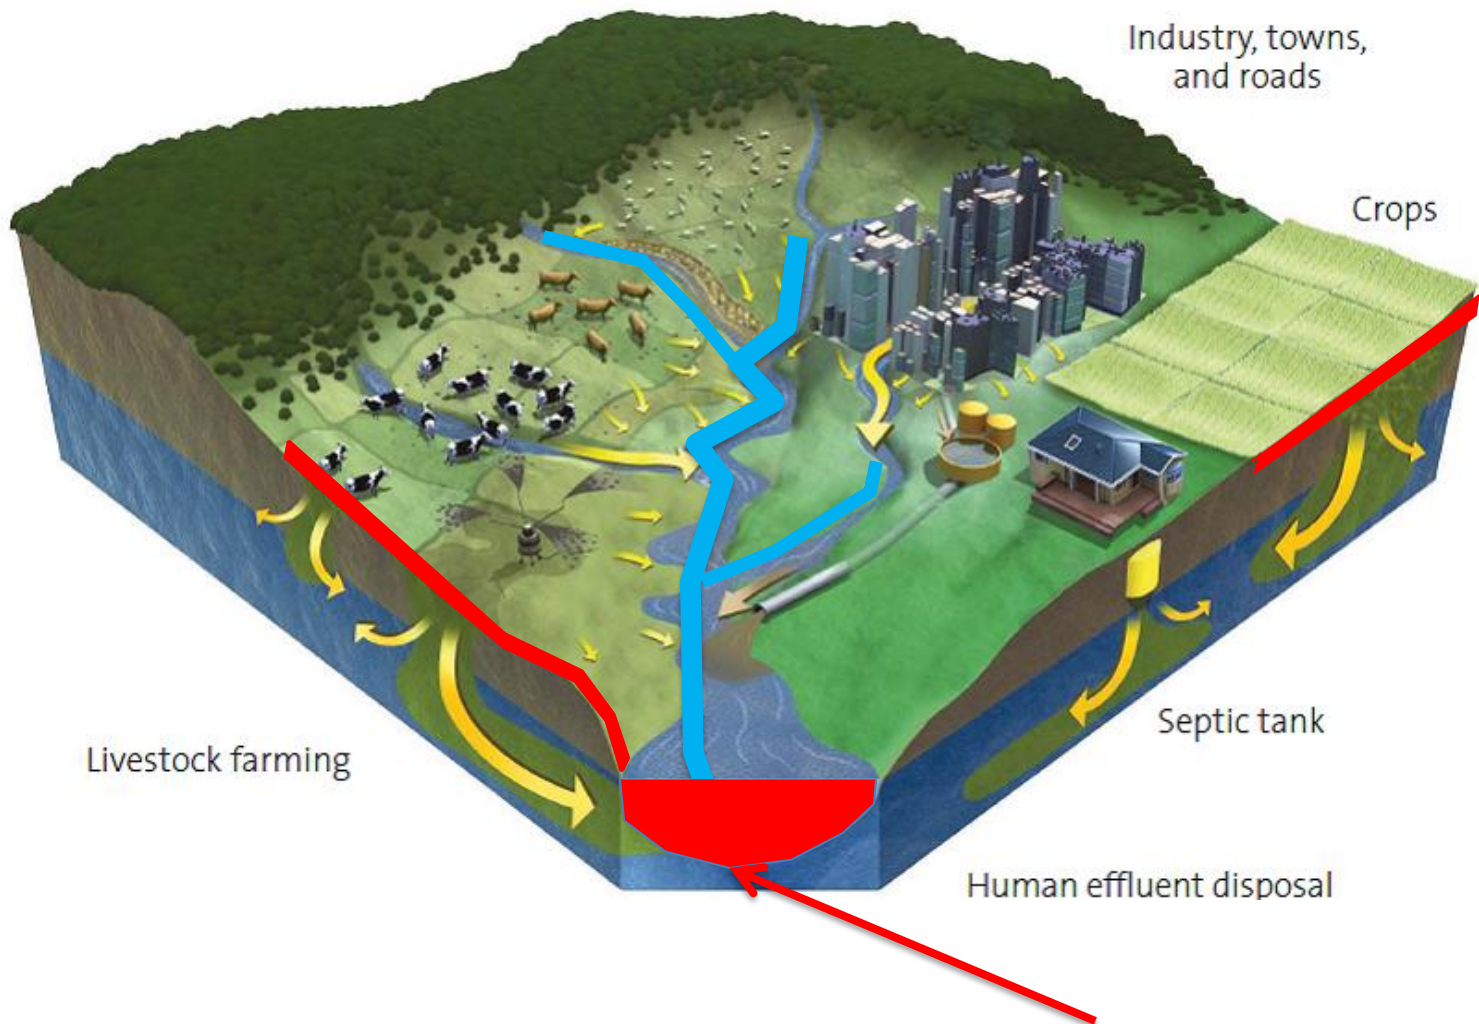 Industry, towns,
and roads
Crops
Septic tank
Livestock farming
Human effluent disposal